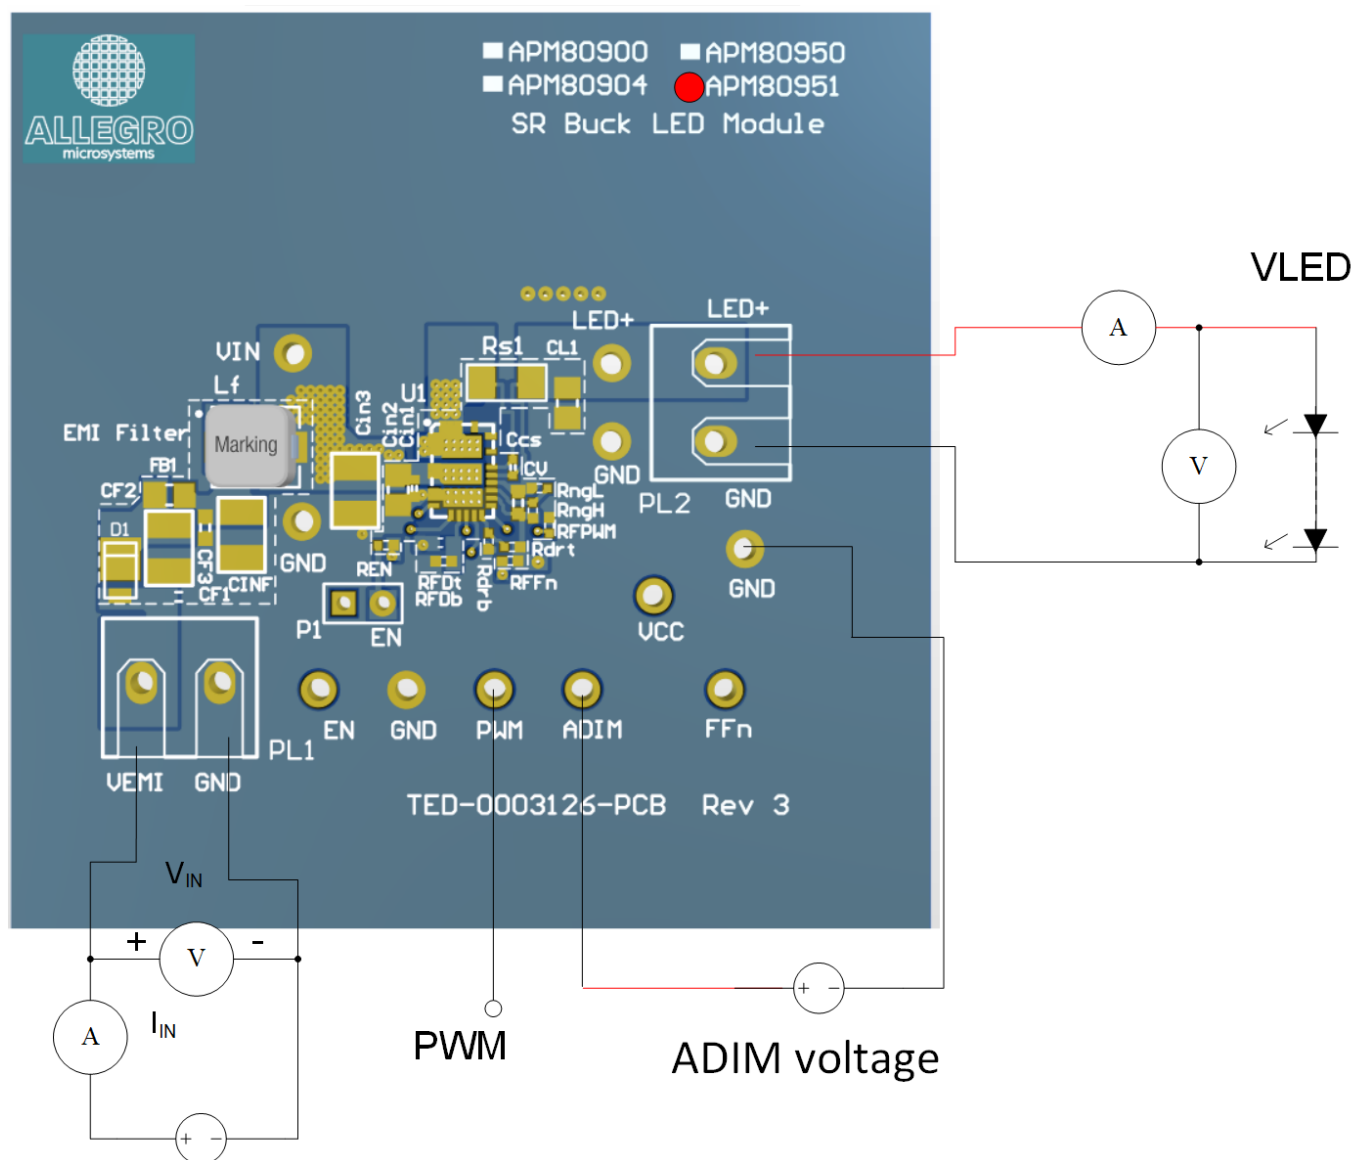 ALLEGRO
microsystems
APM80900
APM80950
APM80904
APM80951
SR Buck LED Module
VLED
LED+
LED+
A
VIN
Rs1
CL1
Lf
U1
Cin3
Cin2
Cin1
EMI Filter
Marking
Ccs
V
FB1
GND
CV
CF2
RngL
PL2
GND
RngH
D1
RFPWM
GND
Rdrt
CF3
REN
CINF
RFDt
RFFn
GND
CF1
RFDb
Rdrb
P1
EN
VCC
EN
GND
PWM
ADIM
FFn
PL1
VEMI
GND
TED-0003126-PCB Rev 3
VIN
+
-
V
+ -
IIN
A
PWM
ADIM voltage
+ -